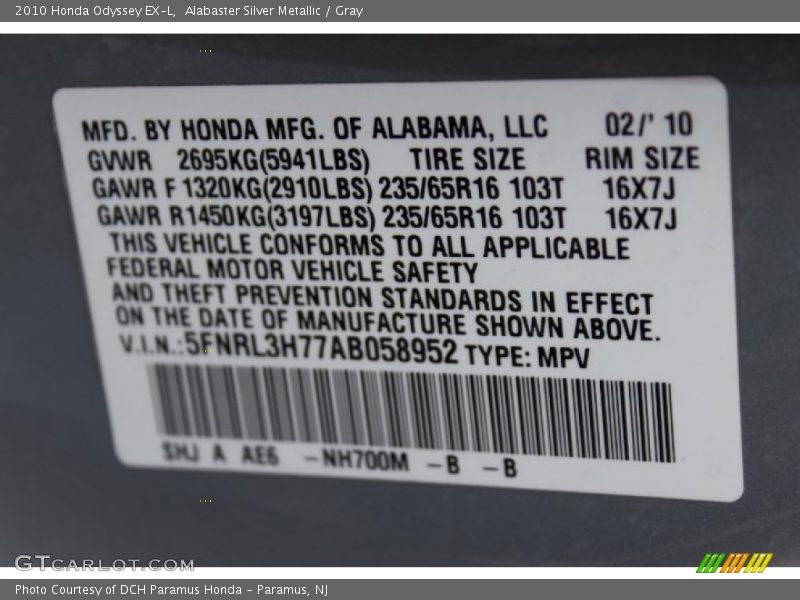 2010 Honda Odyssey EX-L,  Alabaster Silver Metallic / Gray
MFD. BY HONDA MFG. OF ALABAMA, LLC 02/' 10
GVWR 2695KG(5941LBS) TIRE SIZE RIM SIZE
GAWR F 1320KG(2910LBS) 235/65R16 103T 16X7J
GAWR R1450KG(3197LBS) 235/65R16 103T 16X7J
THIS VEHICLE CONFORMS TO ALL APPLICABLE
FEDERAL MOTOR VEHICLE SAFETY
AND THEFT PREVENTION STANDARDS IN EFFECT
ON THE DATE OF MANUFACTURE SHOWN ABOVE.
V.I.N.:5FNRL3H77AB058952 TYPE: MPV
SHJ A AE6 -NH700M -B -B
GTCARLOT.COM
Photo Courtesy of DCH Paramus Honda - Paramus, NJ